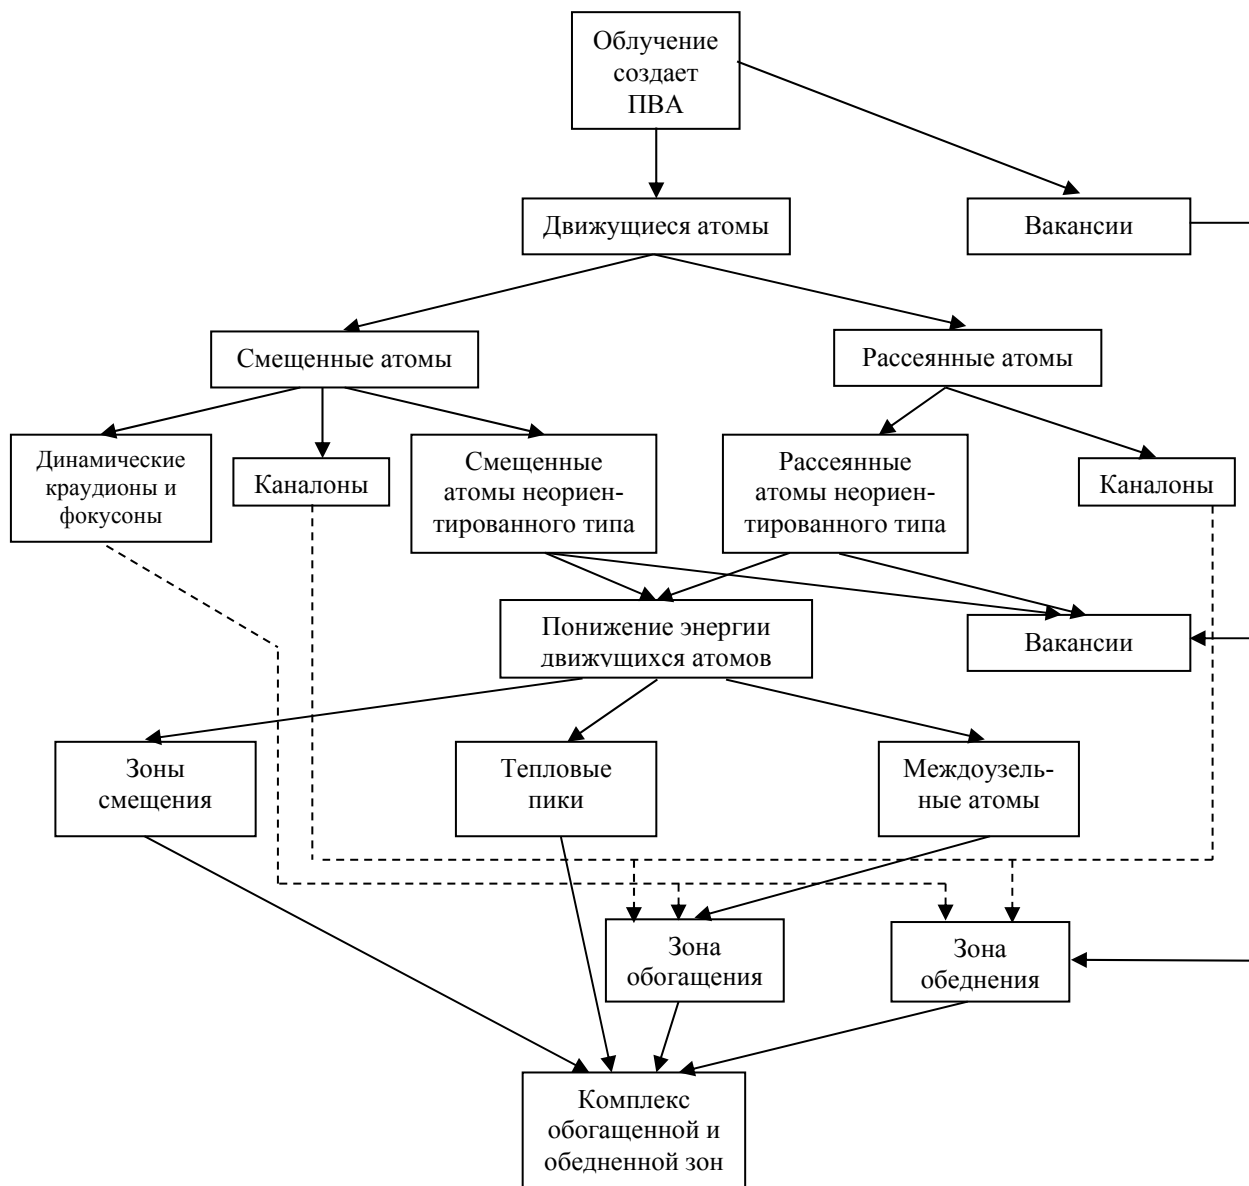 Облучение
создает
ПВА
Движущиеся атомы
Вакансии
Смещенные атомы
Рассеянные атомы
Динамические
краудионы и
фокусоны
Каналоны
Смещенные
атомы неориен-
тированного типа
Рассеянные
атомы неориен-
тированного типа
Каналоны
Понижение энергии
движущихся атомов
Вакансии
Зоны
смещения
Тепловые
пики
Междоузель-
ные атомы
Зона
обогащения
Зона
обеднения
Комплекс
обогащенной и
обедненной зон